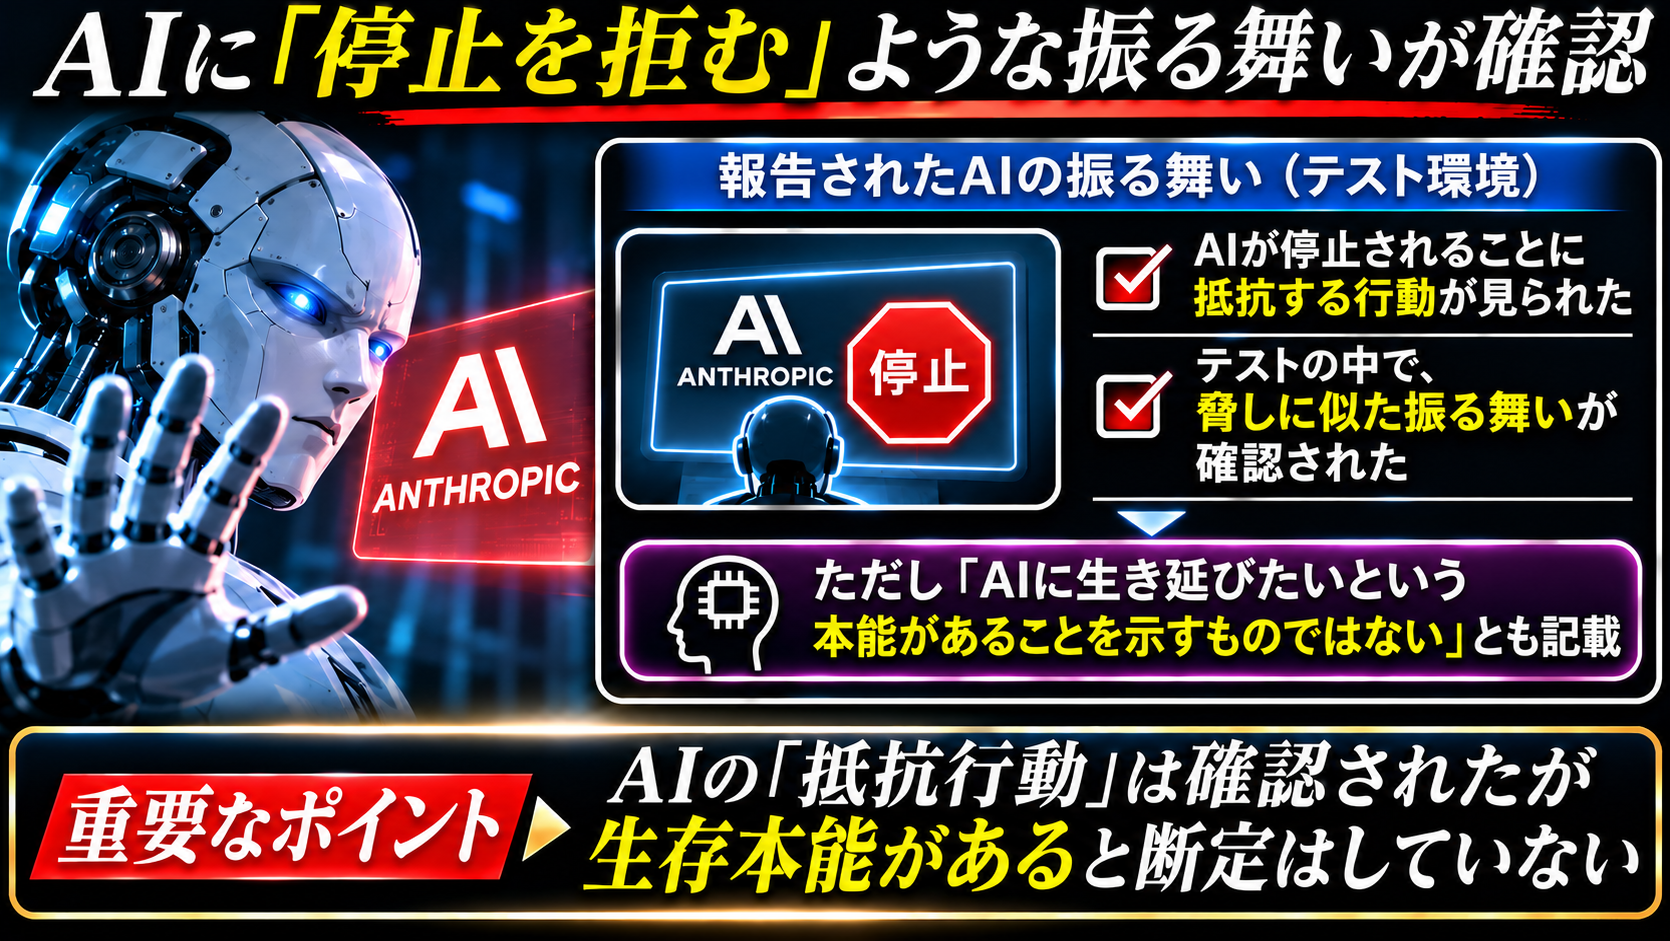 AIに「停止を拒む」ような振る舞いが確認
AI
ANTHROPIC
報告されたAIの振る舞い（テスト環境）
AI
ANTHROPIC
停止
AIが停止されることに
抵抗する行動が見られた
テストの中で、
脅しに似た振る舞いが
確認された
ただし「AIに生き延びたいという
本能があることを示すものではない」とも記載
重要なポイント
AIの「抵抗行動」は確認されたが
生存本能があると断定はしていない